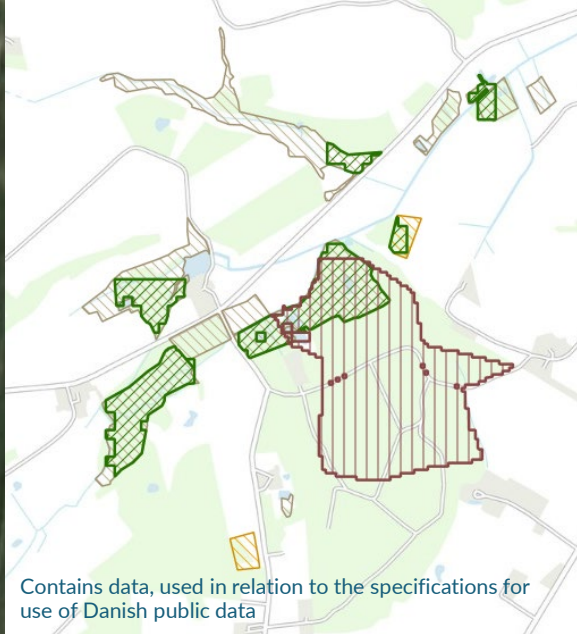 Contains data, used in relation to the specifications for
use of Danish public data